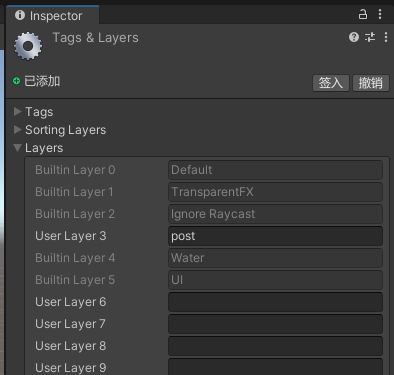 Inspector
Tags & Layers
已添加
签入 撤销
Tags
Sorting Layers
Layers
Builtin Layer 0 Default
Builtin Layer 1 TransparentFX
Builtin Layer 2 Ignore Raycast
User Layer 3 post
Builtin Layer 4 Water
Builtin Layer 5 UI
User Layer 6
User Layer 7
User Layer 8
User Layer 9